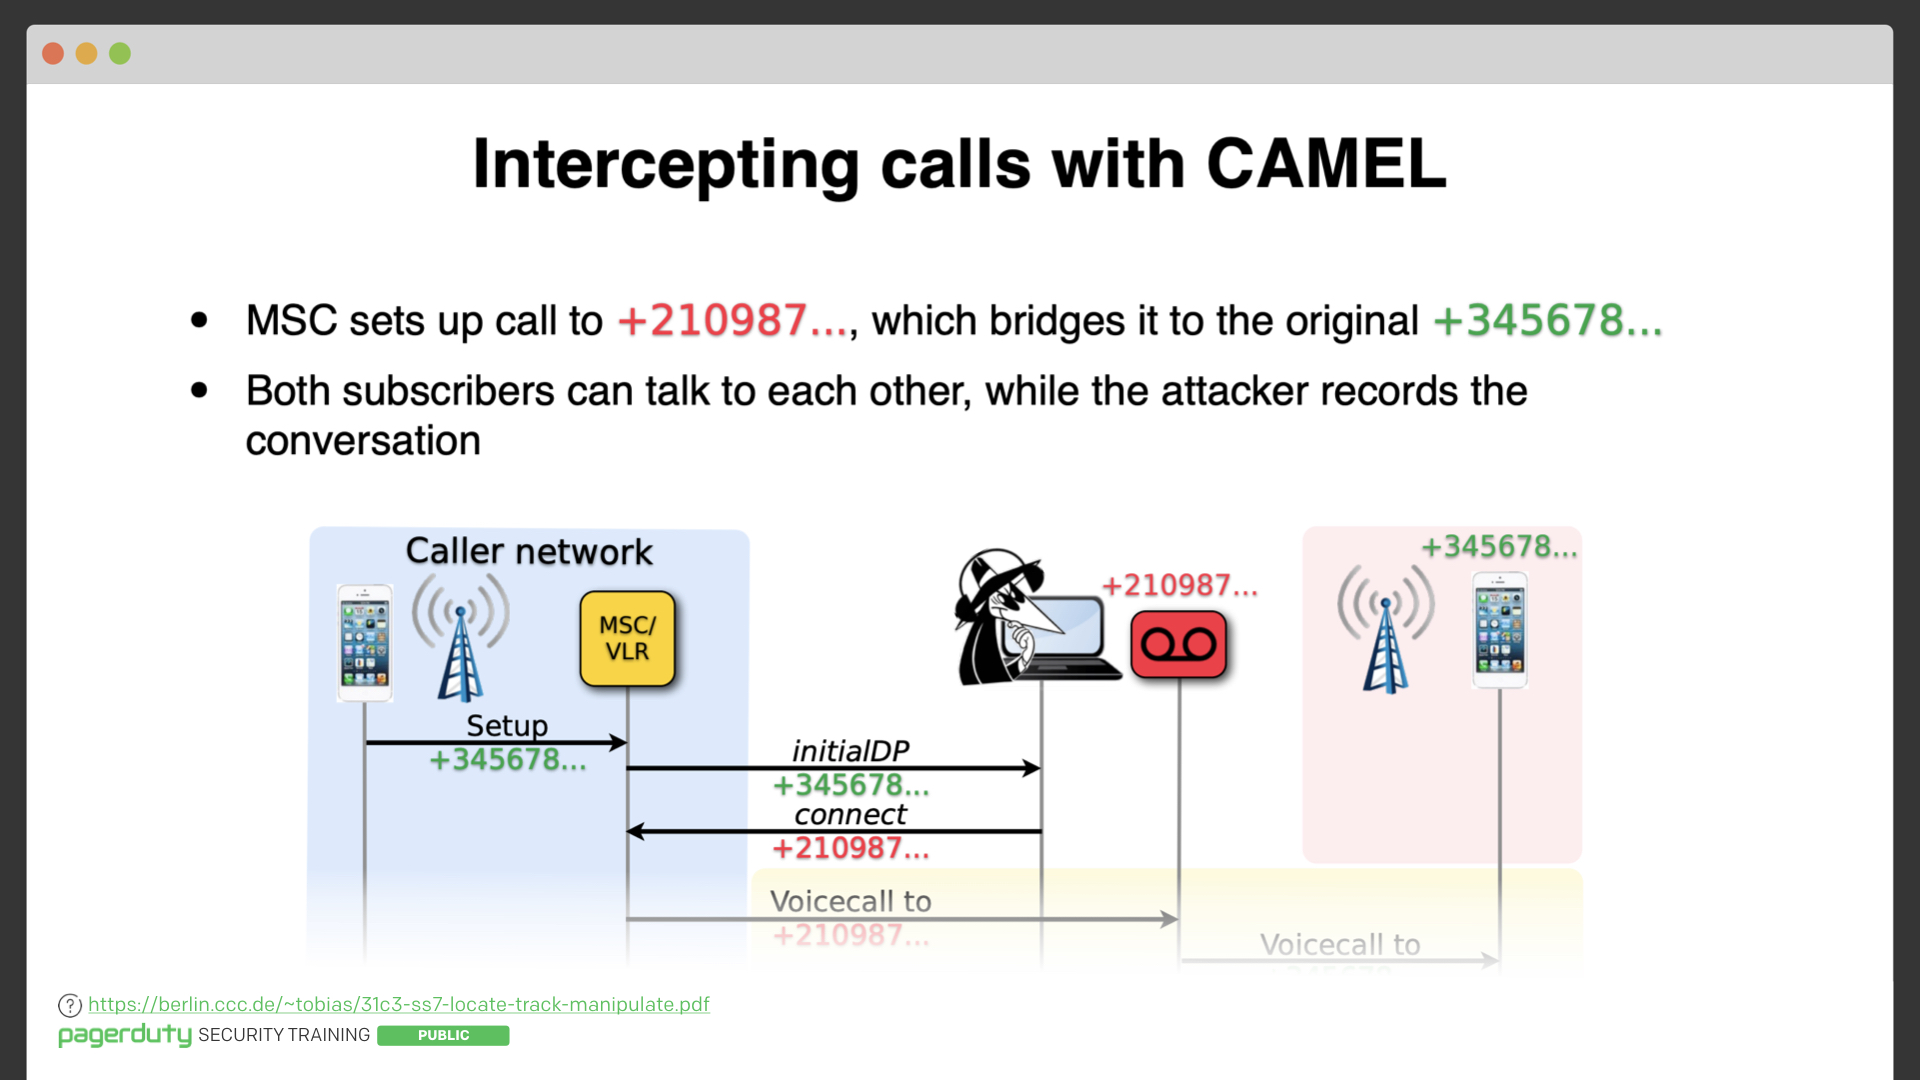 Intercepting calls with CAMEL
• MSC sets up call to +210987..., which bridges it to the original +345678...
• Both subscribers can talk to each other, while the attacker records the
conversation
Caller network
+345678...
+210987...
MSC/
VLR
Setup
+345678...
initialDP
+345678...
connect
+210987...
Voicecall to
+210987...
Voicecall to
? https://berlin.ccc.de/~tobias/31c3-ss7-locate-track-manipulate.pdf
pagerduty SECURITY TRAINING PUBLIC